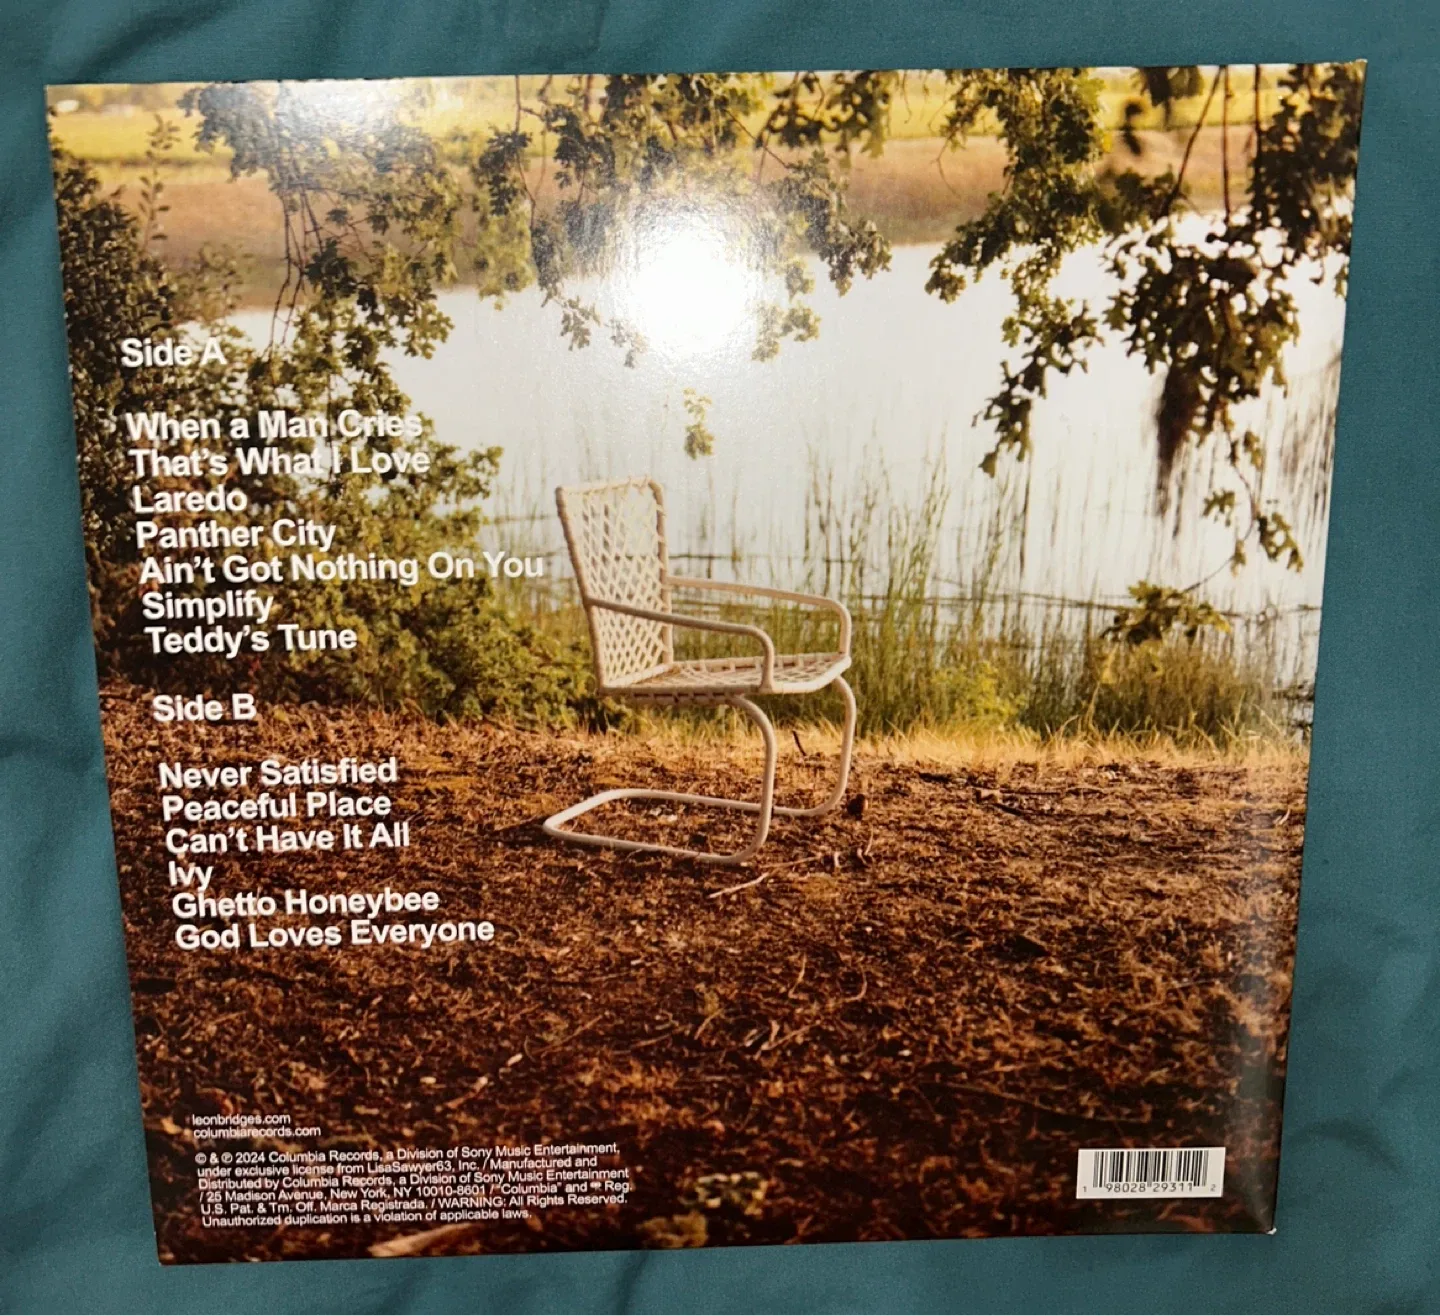 Side A
When a Man Cries
That's What I Love
Laredo
Panther City
Ain't Got Nothing On You
Simplify
Teddy's Tune
Side B
Never Satisfied
Peaceful Place
Can't Have It All
Ivy
Ghetto Honeybee
God Loves Everyone
leonbridges.com
columbiarecords.com
© & ℗ 2024 Columbia Records, a Division of Sony Music Entertainment,
under exclusive license from LisaSawyer63, Inc. / Manufactured and
Distributed by Columbia Records, a Division of Sony Music Entertainment
/ 25 Madison Avenue, New York, NY 10010-8601 / "Columbia" and Reg.
U.S. Pat. & Tm. Off. Marca Registrada. / WARNING: All Rights Reserved.
Unauthorized duplication is a violation of applicable laws.
1 98028 29311 2